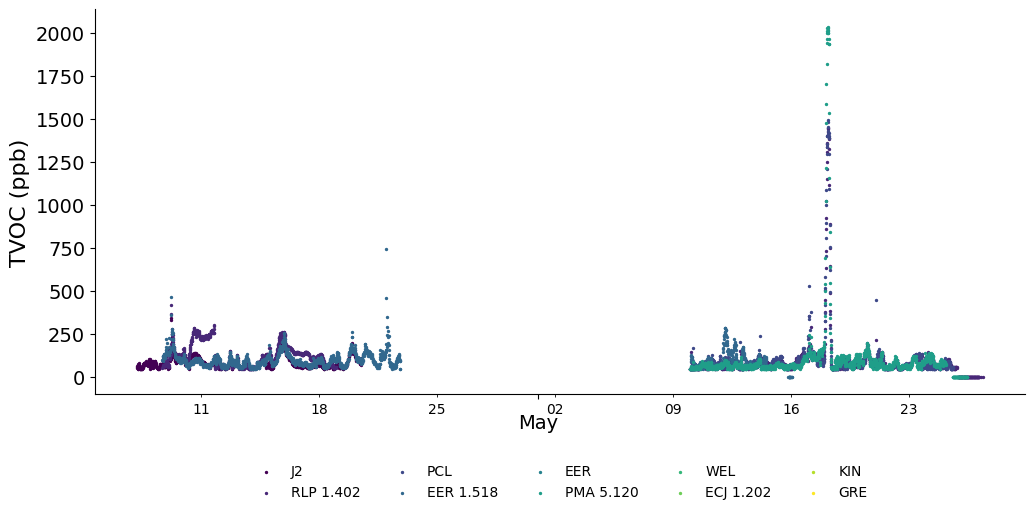 2000
1750
1500
1250
1000
750
500
250
0
TVOC (ppb)
11 18 25 02 09 16 23
May
J2 PCL EER WEL KIN
RLP 1.402 EER 1.518 PMA 5.120 ECJ 1.202 GRE